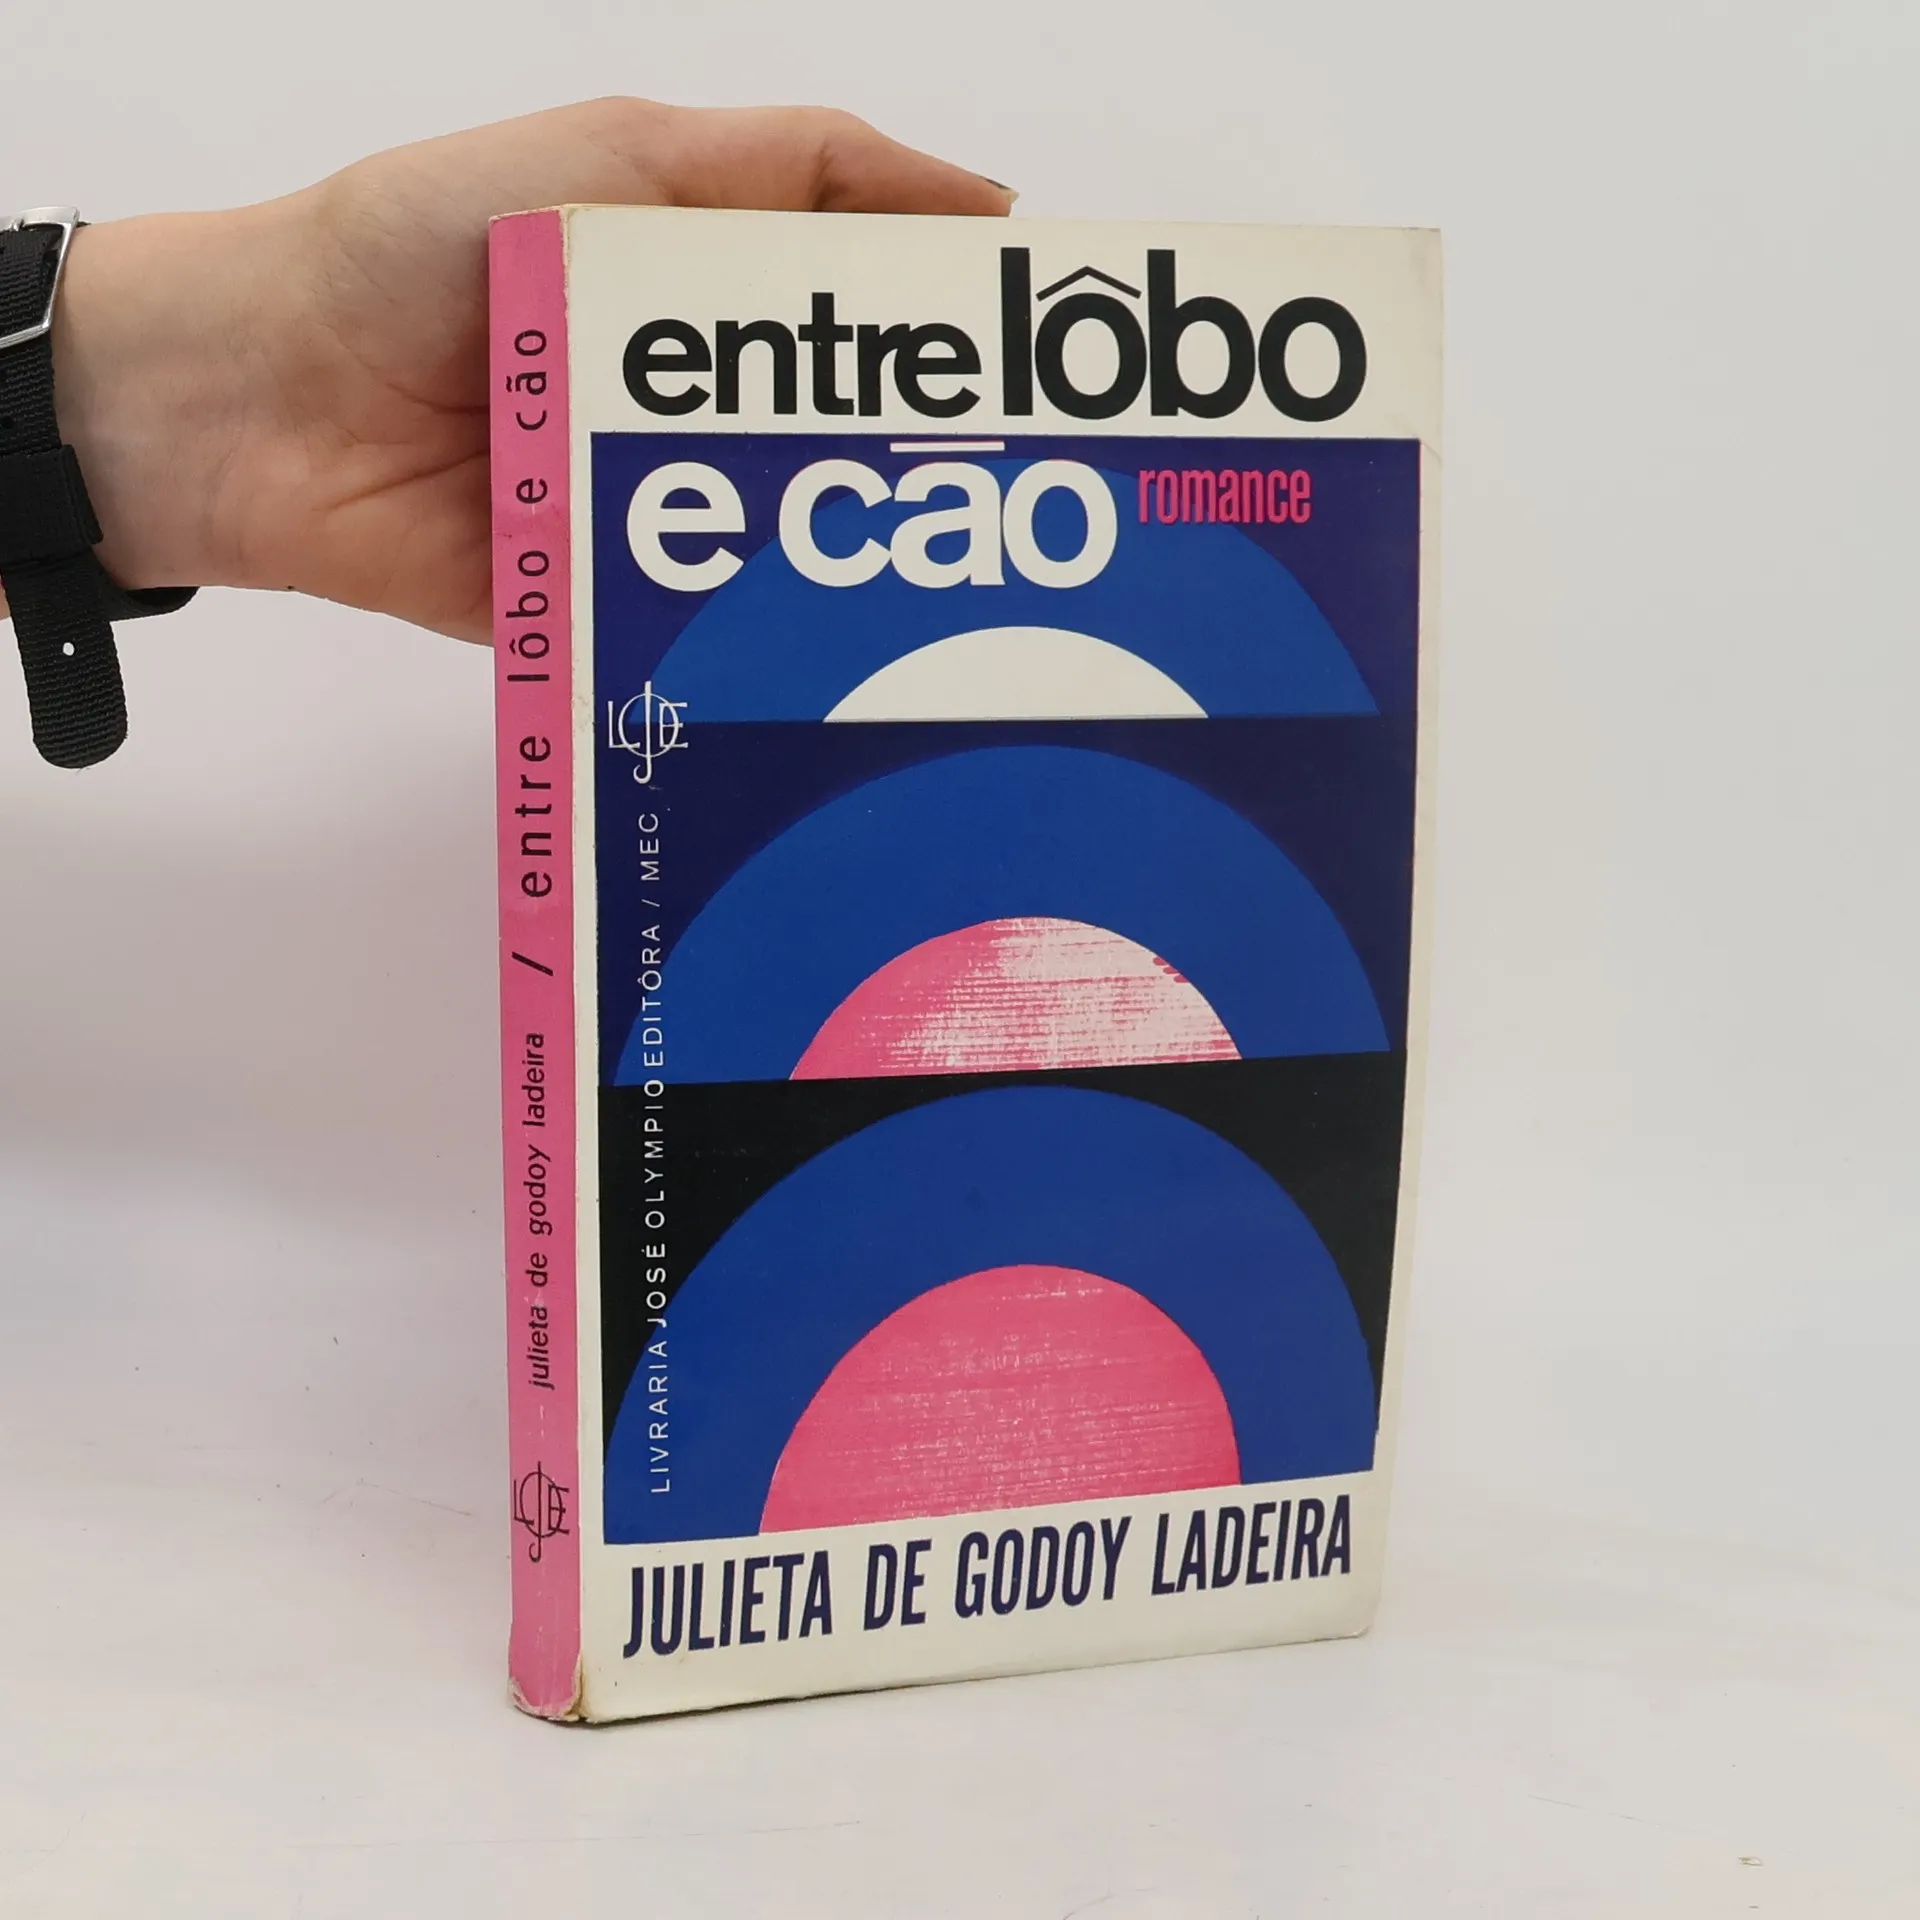 entre lôbo
e cão romance
LIVRARIA JOSÉ OLYMPIO EDITÔRA / MEC
JULIETA DE GODOY LADEIRA
julieta de godoy ladeira / entre lôbo e cão